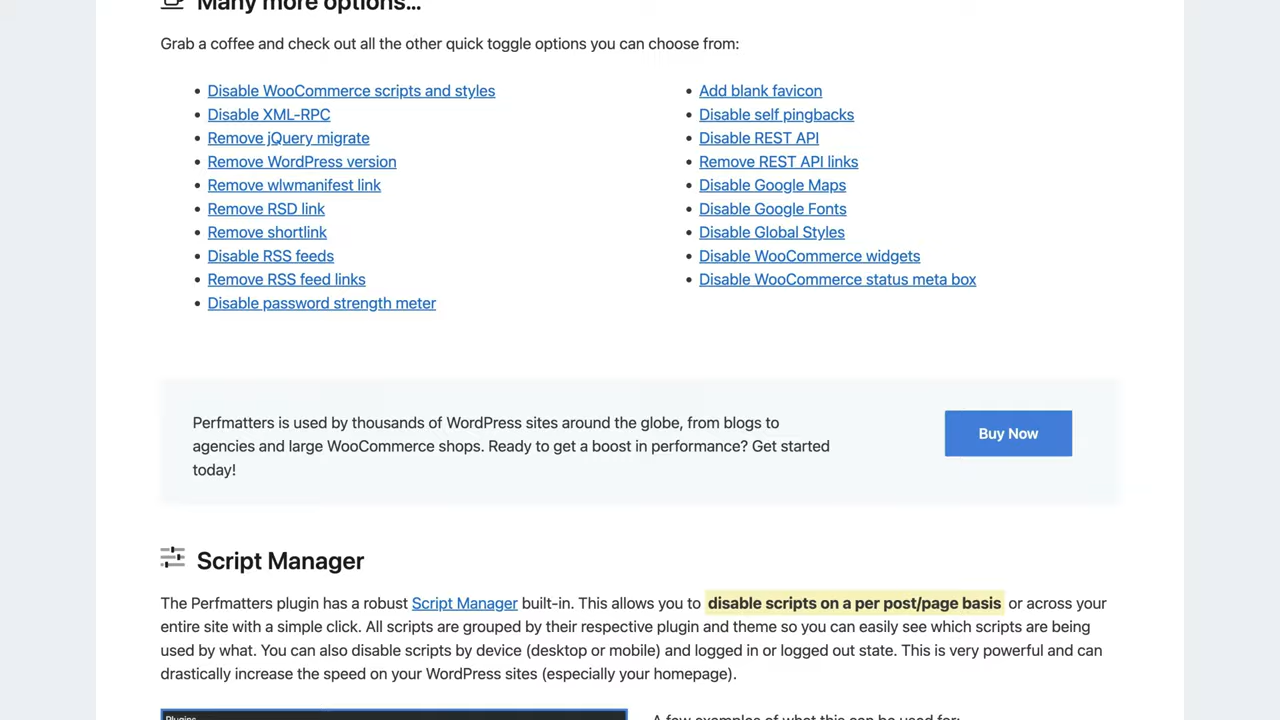 Many more options...
Grab a coffee and check out all the other quick toggle options you can choose from:
Disable WooCommerce scripts and styles
Disable XML-RPC
Remove jQuery migrate
Remove WordPress version
Remove wlwmanifest link
Remove RSD link
Remove shortlink
Disable RSS feeds
Remove RSS feed links
Disable password strength meter
Add blank favicon
Disable self pingbacks
Disable REST API
Remove REST API links
Disable Google Maps
Disable Google Fonts
Disable Global Styles
Disable WooCommerce widgets
Disable WooCommerce status meta box
Perfmatters is used by thousands of WordPress sites around the globe, from blogs to
agencies and large WooCommerce shops. Ready to get a boost in performance? Get started
today!
Buy Now
Script Manager
The Perfmatters plugin has a robust Script Manager built-in. This allows you to disable scripts on a per post/page basis or across your
entire site with a simple click. All scripts are grouped by their respective plugin and theme so you can easily see which scripts are being
used by what. You can also disable scripts by device (desktop or mobile) and logged in or logged out state. This is very powerful and can
drastically increase the speed on your WordPress sites (especially your homepage).
Plugins
A few examples of what this can be used for: